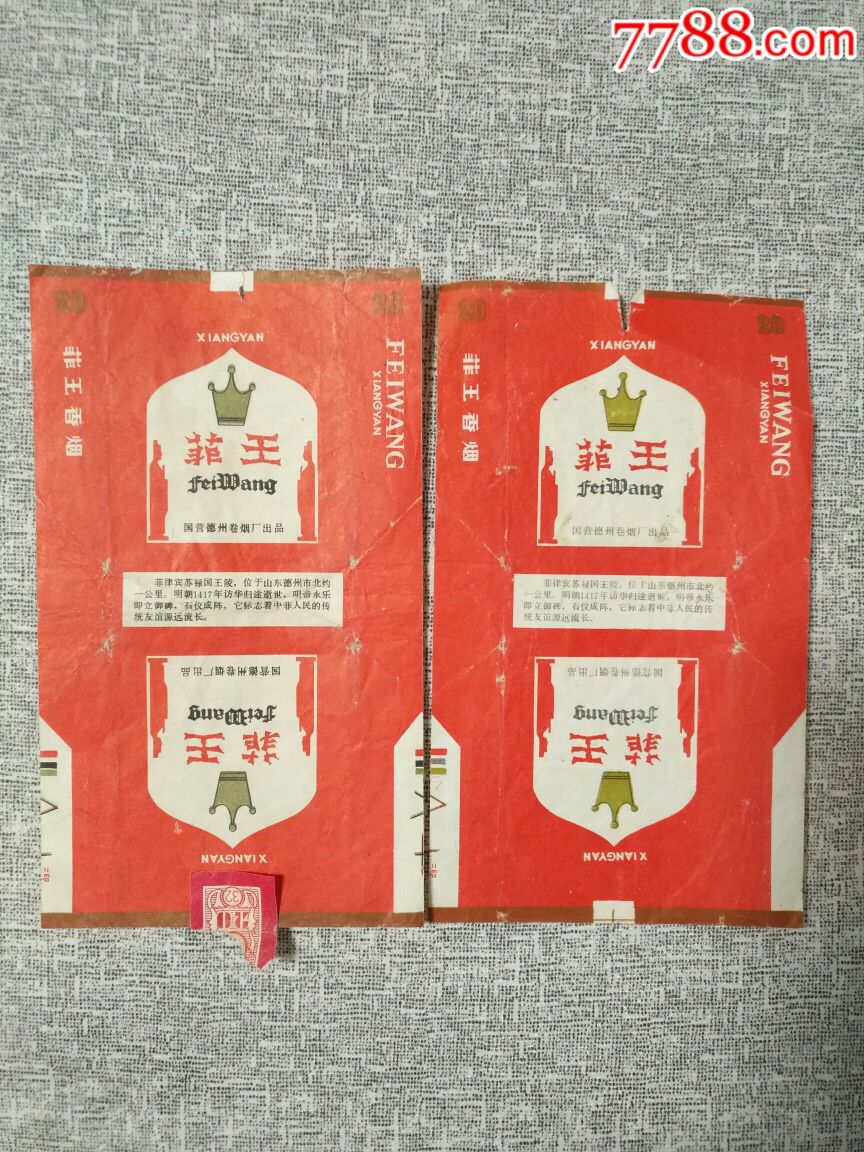 7788.com
20
20
XIANGYAN
菲王香烟
FEIWANG
XIANGYAN
菲王
FeiWang
国营德州卷烟厂出品
菲律宾苏禄国王陵,位于山东德州市北约
一公里。明朝1417年访华归途逝世,明帝永乐
即立御碑,石仪成阵,它标志着中菲人民的传
统友谊源远流长。
国营德州卷烟厂出品
FeiWang
菲王
XIANGYAN
32
20
20
XIANGYAN
菲王香烟
FEIWANG
XIANGYAN
菲王
FeiWang
国营德州卷烟厂出品
菲律宾苏禄国王陵,位于山东德州市北约
一公里。明朝1417年访华归途逝世,明帝永乐
即立御碑,石仪成阵,它标志着中菲人民的传
统友谊源远流长。
国营德州卷烟厂出品
FeiWang
菲王
XIANGYAN